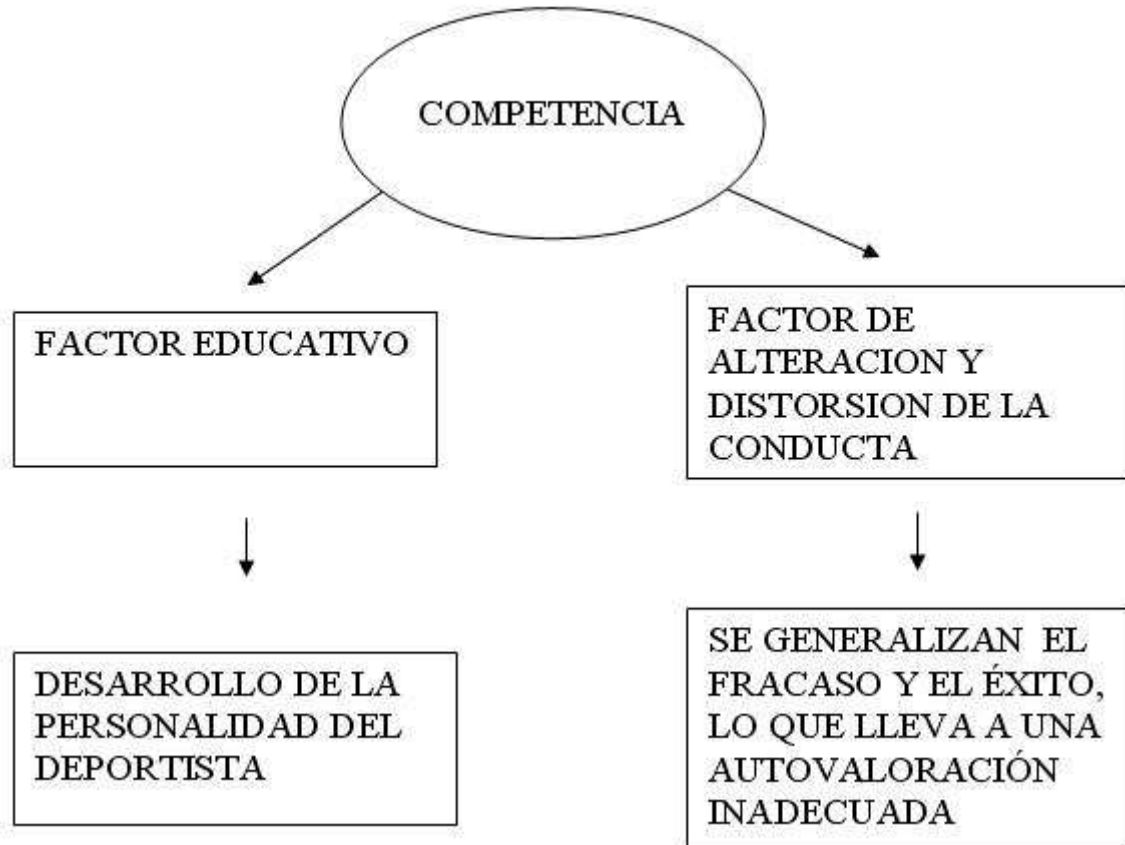 COMPETENCIA
FACTOR EDUCATIVO
FACTOR DE
ALTERACION Y
DISTORSION DE LA
CONDUCTA
DESARROLLO DE LA
PERSONALIDAD DEL
DEPORTISTA
SE GENERALIZAN EL
FRACASO Y EL ÉXITO,
LO QUE LLEVA A UNA
AUTOVALORACIÓN
INADECUADA